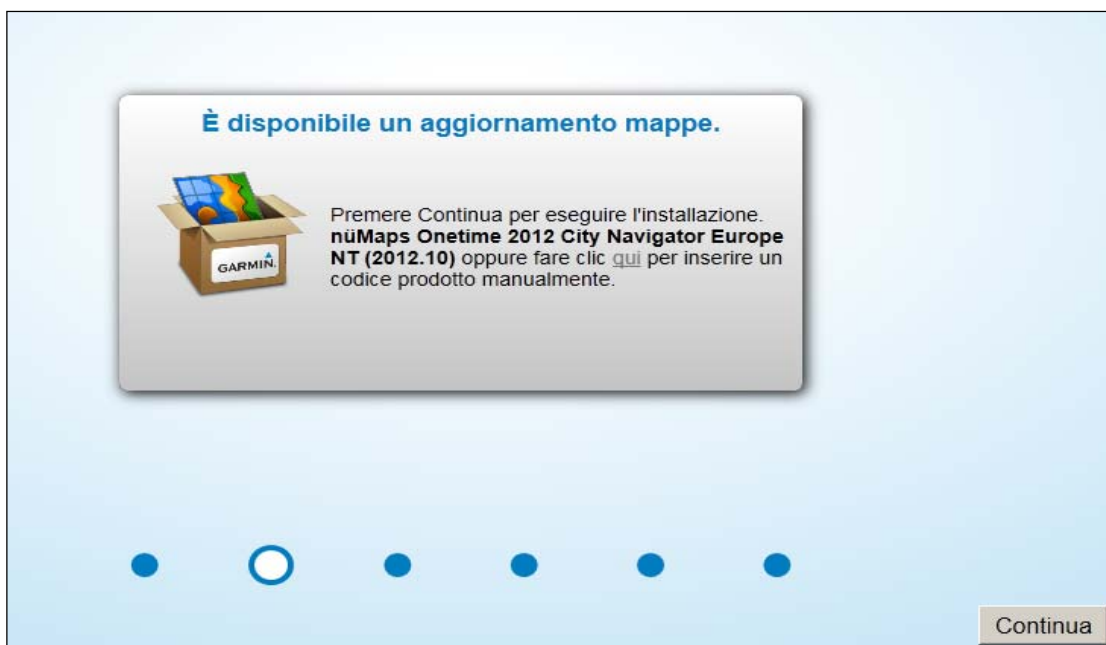 È disponibile un aggiornamento mappe.
Premere Continua per eseguire l'installazione.
nüMaps Onetime 2012 City Navigator Europe
NT (2012.10) oppure fare clic qui per inserire un
codice prodotto manualmente.
GARMIN.
Continua